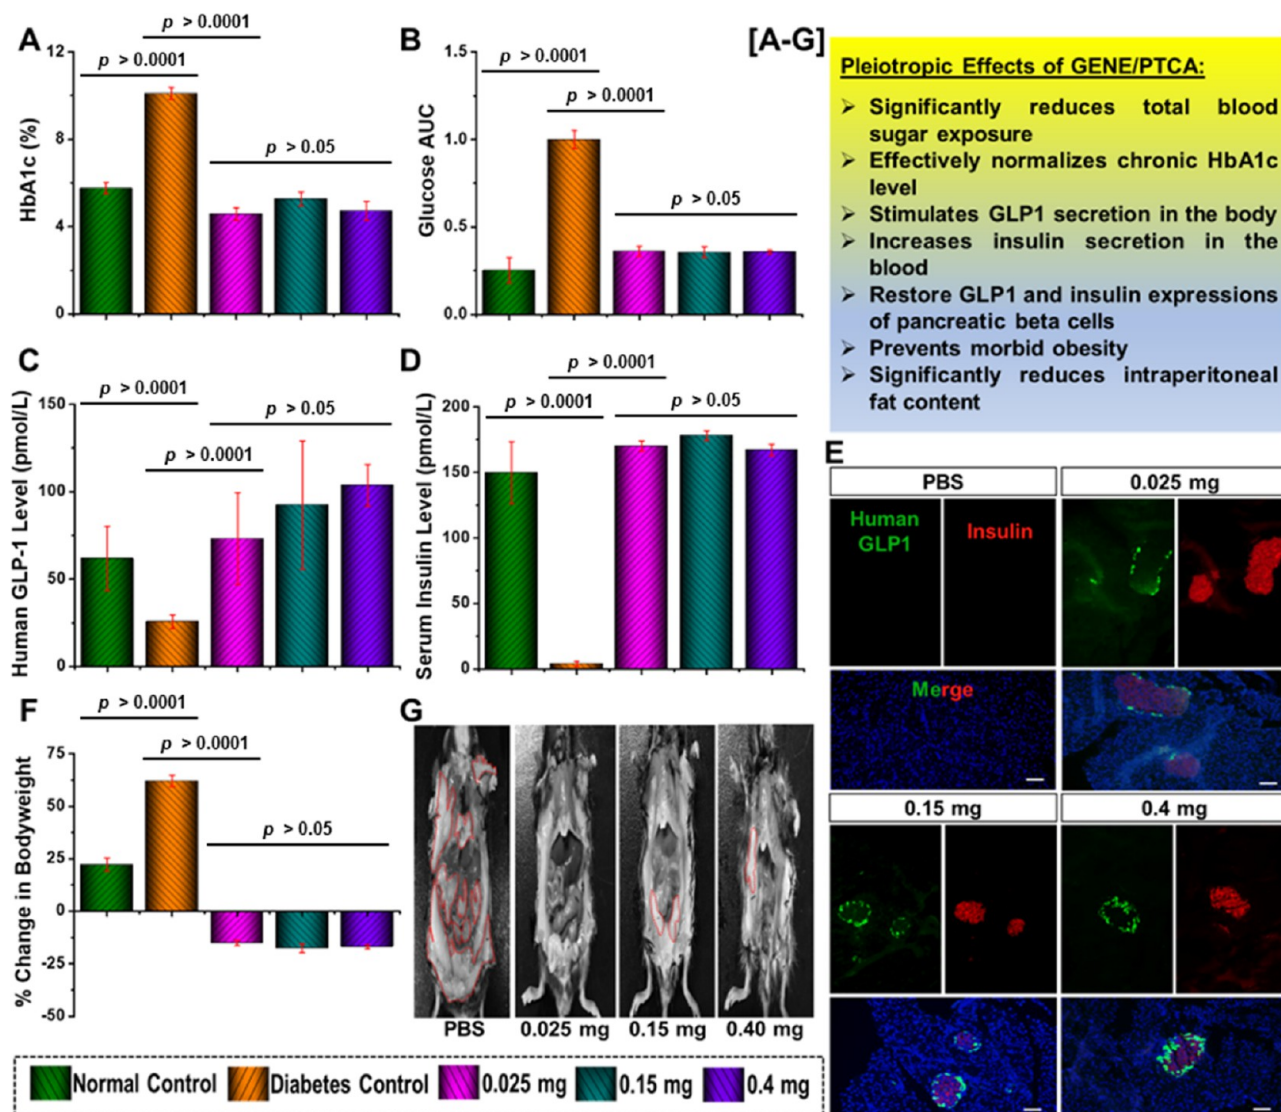 A
p > 0.0001
p > 0.0001
p > 0.05
HbA1c (%)
12
8
4
0
B
p > 0.0001
p > 0.0001
p > 0.05
Glucose AUC
1.5
1.0
0.5
0.0
[A-G]
Pleiotropic Effects of GENE/PTCA:
➢ Significantly reduces total blood
sugar exposure
➢ Effectively normalizes chronic HbA1c
level
➢ Stimulates GLP1 secretion in the body
➢ Increases insulin secretion in the
blood
➢ Restore GLP1 and insulin expressions
of pancreatic beta cells
➢ Prevents morbid obesity
➢ Significantly reduces intraperitoneal
fat content
C
p > 0.0001
p > 0.0001
p > 0.05
Human GLP-1 Level (pmol/L)
150
100
50
0
D
p > 0.0001
p > 0.0001
p > 0.05
Serum Insulin Level (pmol/L)
200
150
100
50
0
E
PBS
Human
GLP1
Insulin
Merge
0.025 mg
0.15 mg
0.4 mg
F
p > 0.0001
p > 0.0001
p > 0.05
% Change in Bodyweight
75
50
25
0
-25
-50
G
PBS
0.025 mg
0.15 mg
0.40 mg
Normal Control
Diabetes Control
0.025 mg
0.15 mg
0.4 mg